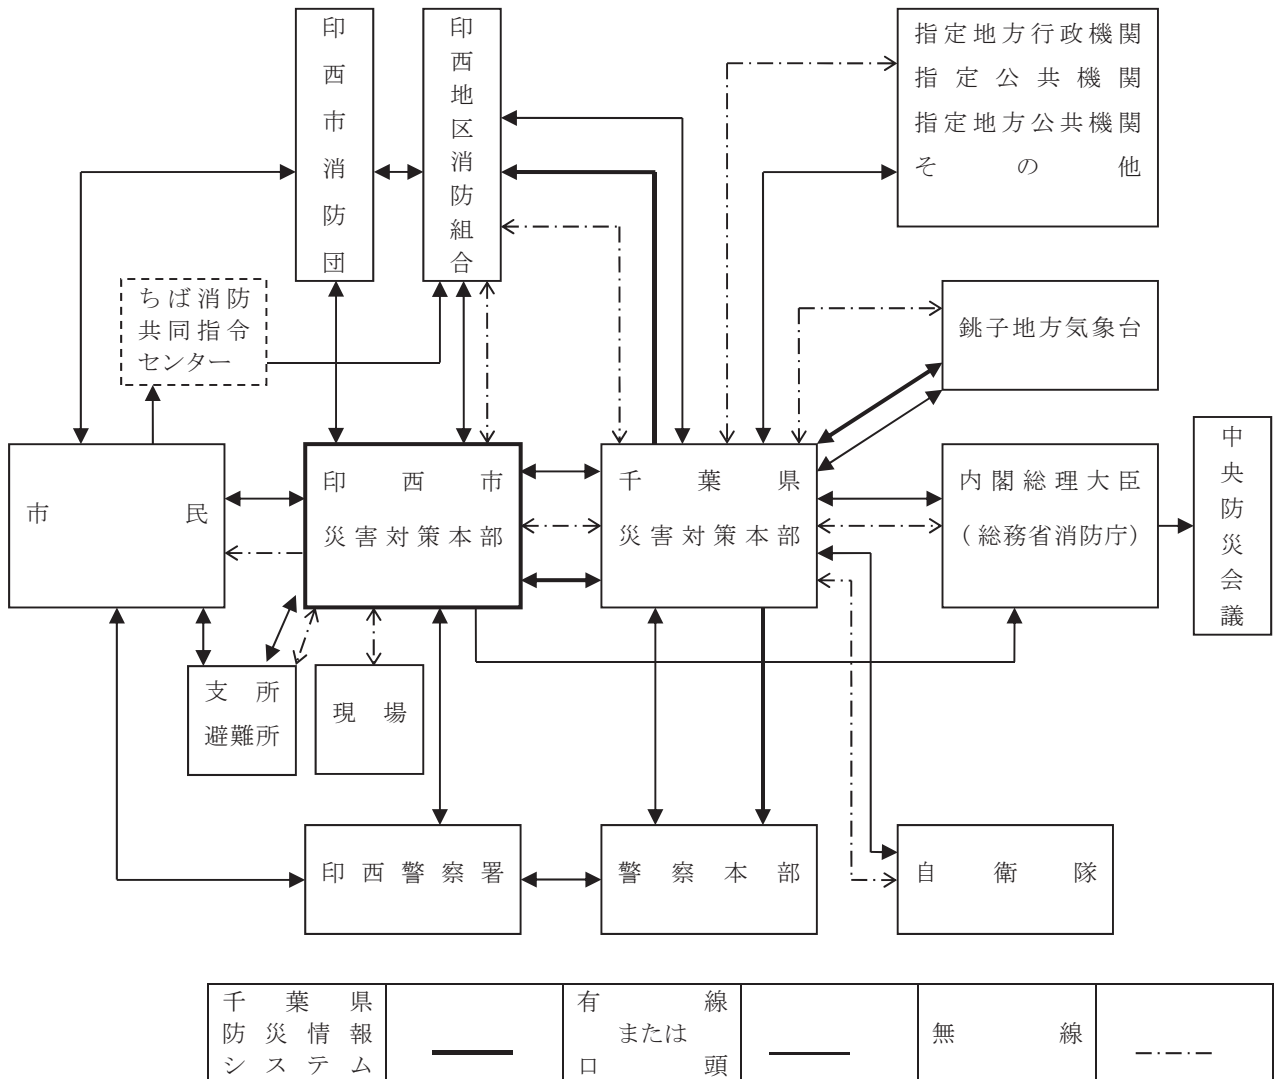 印西市消防団
印西地区消防組合
指定地方行政機関
指定公共機関
指定地方公共機関
その他
ちば消防
共同指令
センター
銚子地方気象台
市民
印西市
災害対策本部
千葉県
災害対策本部
内閣総理大臣
（総務省消防庁）
中央防災会議
支所
避難所
現場
印西警察署
警察本部
自衛隊
千葉県
防災情報
システム
有線
または
口頭
無線